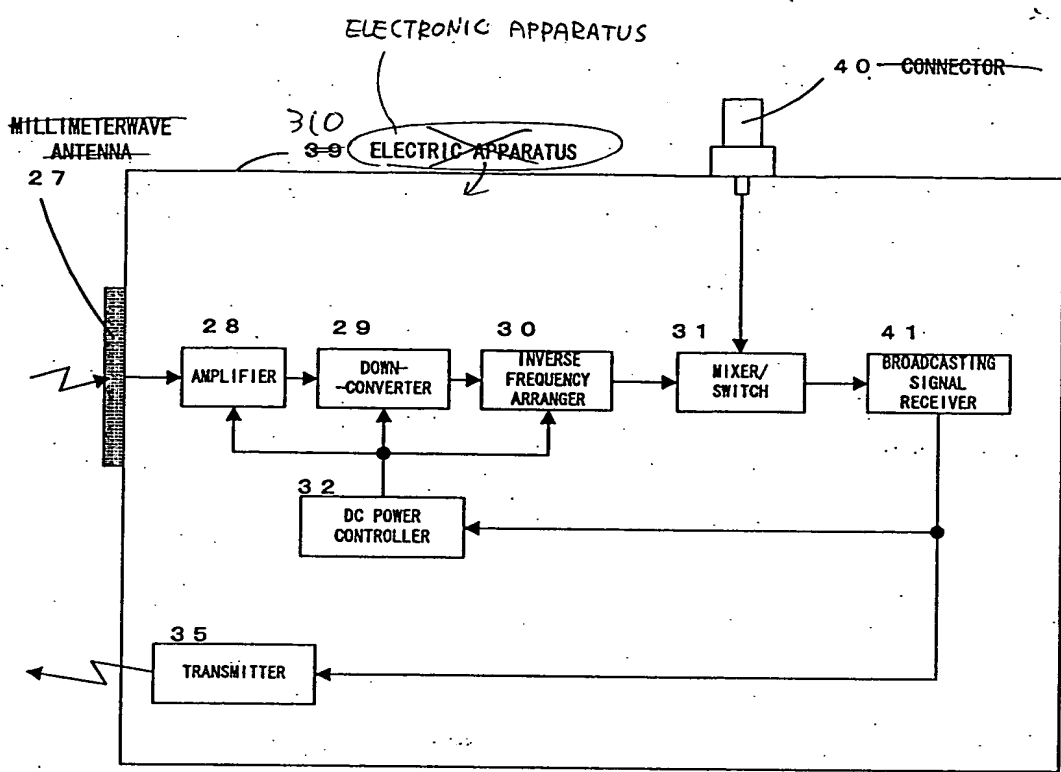 ELECTRONIC APPARATUS
40 CONNECTOR
MILLIMETERWAVE
ANTENNA
27
310
39 ELECTRIC APPARATUS
28
AMPLIFIER
29
DOWN-
-CONVERTER
30
INVERSE
FREQUENCY
ARRANGER
31
MIXER/
SWITCH
41
BROADCASTING
SIGNAL
RECEIVER
32
DC POWER
CONTROLLER
35
TRANSMITTER